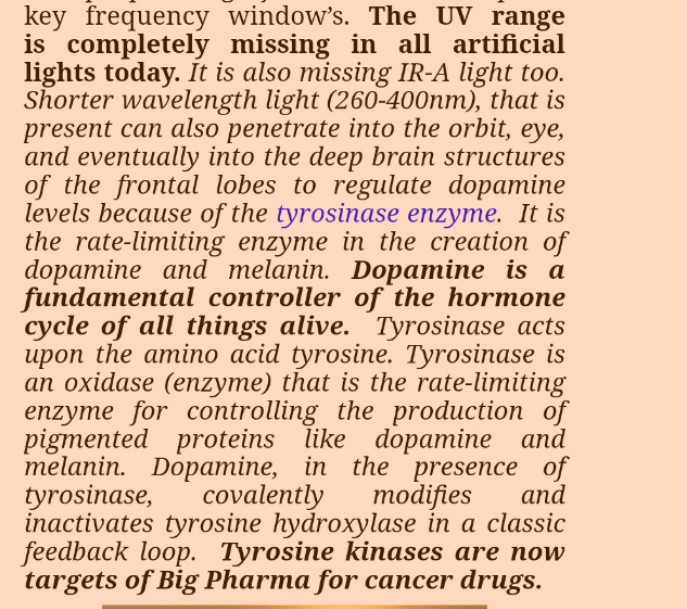 key frequency window's. The UV range
is completely missing in all artificial
lights today. It is also missing IR-A light too.
Shorter wavelength light (260-400nm), that is
present can also penetrate into the orbit, eye,
and eventually into the deep brain structures
of the frontal lobes to regulate dopamine
levels because of the tyrosinase enzyme. It is
the rate-limiting enzyme in the creation of
dopamine and melanin. Dopamine is a
fundamental controller of the hormone
cycle of all things alive. Tyrosinase acts
upon the amino acid tyrosine. Tyrosinase is
an oxidase (enzyme) that is the rate-limiting
enzyme for controlling the production of
pigmented proteins like dopamine and
melanin. Dopamine, in the presence of
tyrosinase, covalently modifies and
inactivates tyrosine hydroxylase in a classic
feedback loop. Tyrosine kinases are now
targets of Big Pharma for cancer drugs.